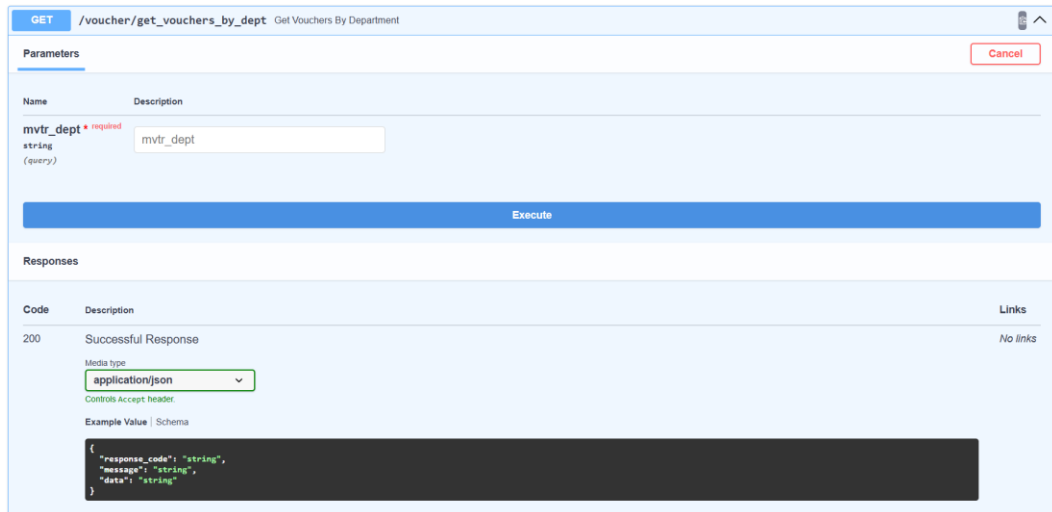 GET /voucher/get_vouchers_by_dept Get Vouchers By Department
Parameters
Cancel
Name Description
mvtr_dept * required
string
(query)
mvtr_dept
Execute
Responses
Code Description Links
200 Successful Response No links
Media type
application/json
Controls Accept header.
Example Value | Schema
{
"response_code": "string",
"message": "string",
"data": "string"
}